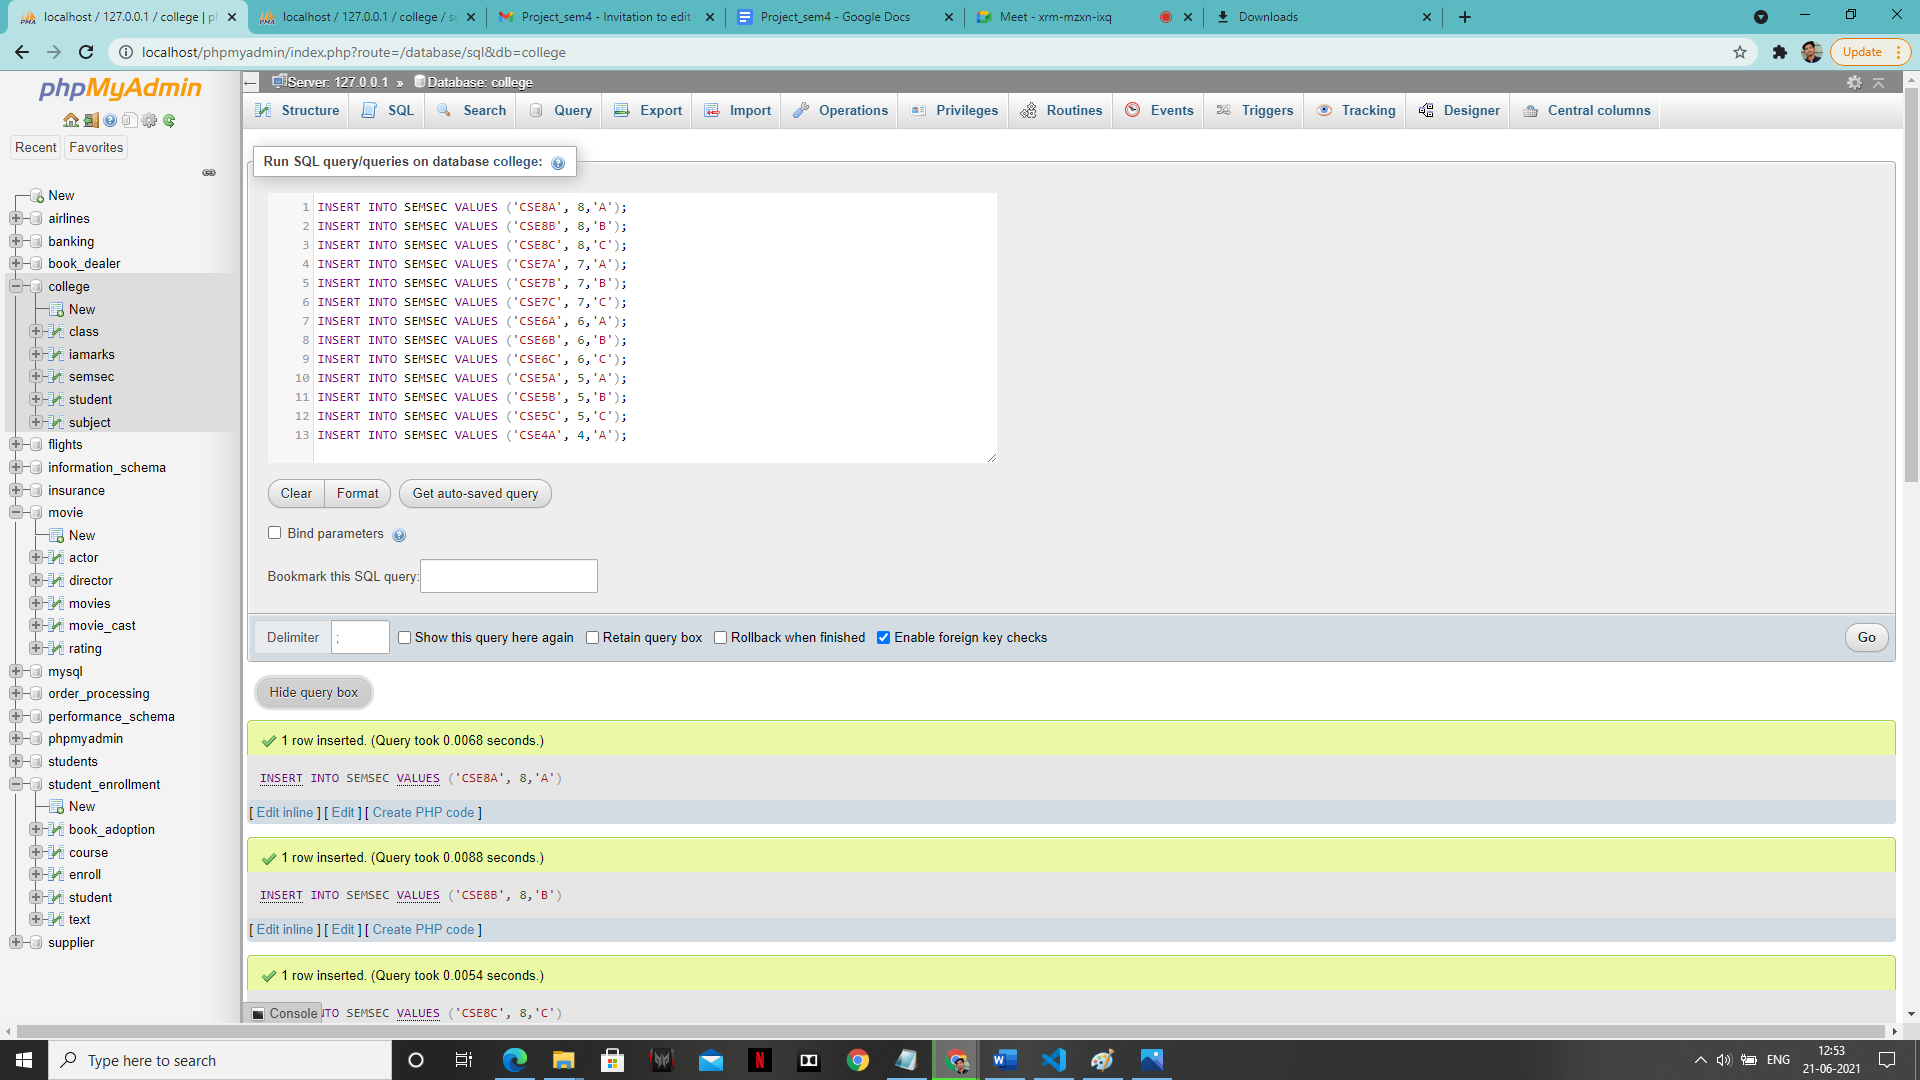 localhost / 127.0.0.1 / college | ph
localhost / 127.0.0.1 / college / se
Project_sem4 - Invitation to edit
Project_sem4 - Google Docs
Meet - xrm-mzxn-ixq
Downloads
localhost/phpmyadmin/index.php?route=/database/sql&db=college
Update
phpMyAdmin
Recent
Favorites
New
airlines
banking
book_dealer
college
New
class
iamarks
semsec
student
subject
flights
information_schema
insurance
movie
New
actor
director
movies
movie_cast
rating
mysql
order_processing
performance_schema
phpmyadmin
students
student_enrollment
New
book_adoption
course
enroll
student
text
supplier
Server: 127.0.0.1 » Database: college
Structure
SQL
Search
Query
Export
Import
Operations
Privileges
Routines
Events
Triggers
Tracking
Designer
Central columns
Run SQL query/queries on database college:
1 INSERT INTO SEMSEC VALUES ('CSE8A', 8,'A');
2 INSERT INTO SEMSEC VALUES ('CSE8B', 8,'B');
3 INSERT INTO SEMSEC VALUES ('CSE8C', 8,'C');
4 INSERT INTO SEMSEC VALUES ('CSE7A', 7,'A');
5 INSERT INTO SEMSEC VALUES ('CSE7B', 7,'B');
6 INSERT INTO SEMSEC VALUES ('CSE7C', 7,'C');
7 INSERT INTO SEMSEC VALUES ('CSE6A', 6,'A');
8 INSERT INTO SEMSEC VALUES ('CSE6B', 6,'B');
9 INSERT INTO SEMSEC VALUES ('CSE6C', 6,'C');
10 INSERT INTO SEMSEC VALUES ('CSE5A', 5,'A');
11 INSERT INTO SEMSEC VALUES ('CSE5B', 5,'B');
12 INSERT INTO SEMSEC VALUES ('CSE5C', 5,'C');
13 INSERT INTO SEMSEC VALUES ('CSE4A', 4,'A');
Clear
Format
Get auto-saved query
Bind parameters
Bookmark this SQL query:
Delimiter ; Show this query here again Retain query box Rollback when finished Enable foreign key checks
Go
Hide query box
1 row inserted. (Query took 0.0068 seconds.)
INSERT INTO SEMSEC VALUES ('CSE8A', 8,'A')
[ Edit inline ] [ Edit ] [ Create PHP code ]
1 row inserted. (Query took 0.0088 seconds.)
INSERT INTO SEMSEC VALUES ('CSE8B', 8,'B')
[ Edit inline ] [ Edit ] [ Create PHP code ]
1 row inserted. (Query took 0.0054 seconds.)
Console
NTO SEMSEC VALUES ('CSE8C', 8,'C')
Type here to search
ENG
12:53
21-06-2021